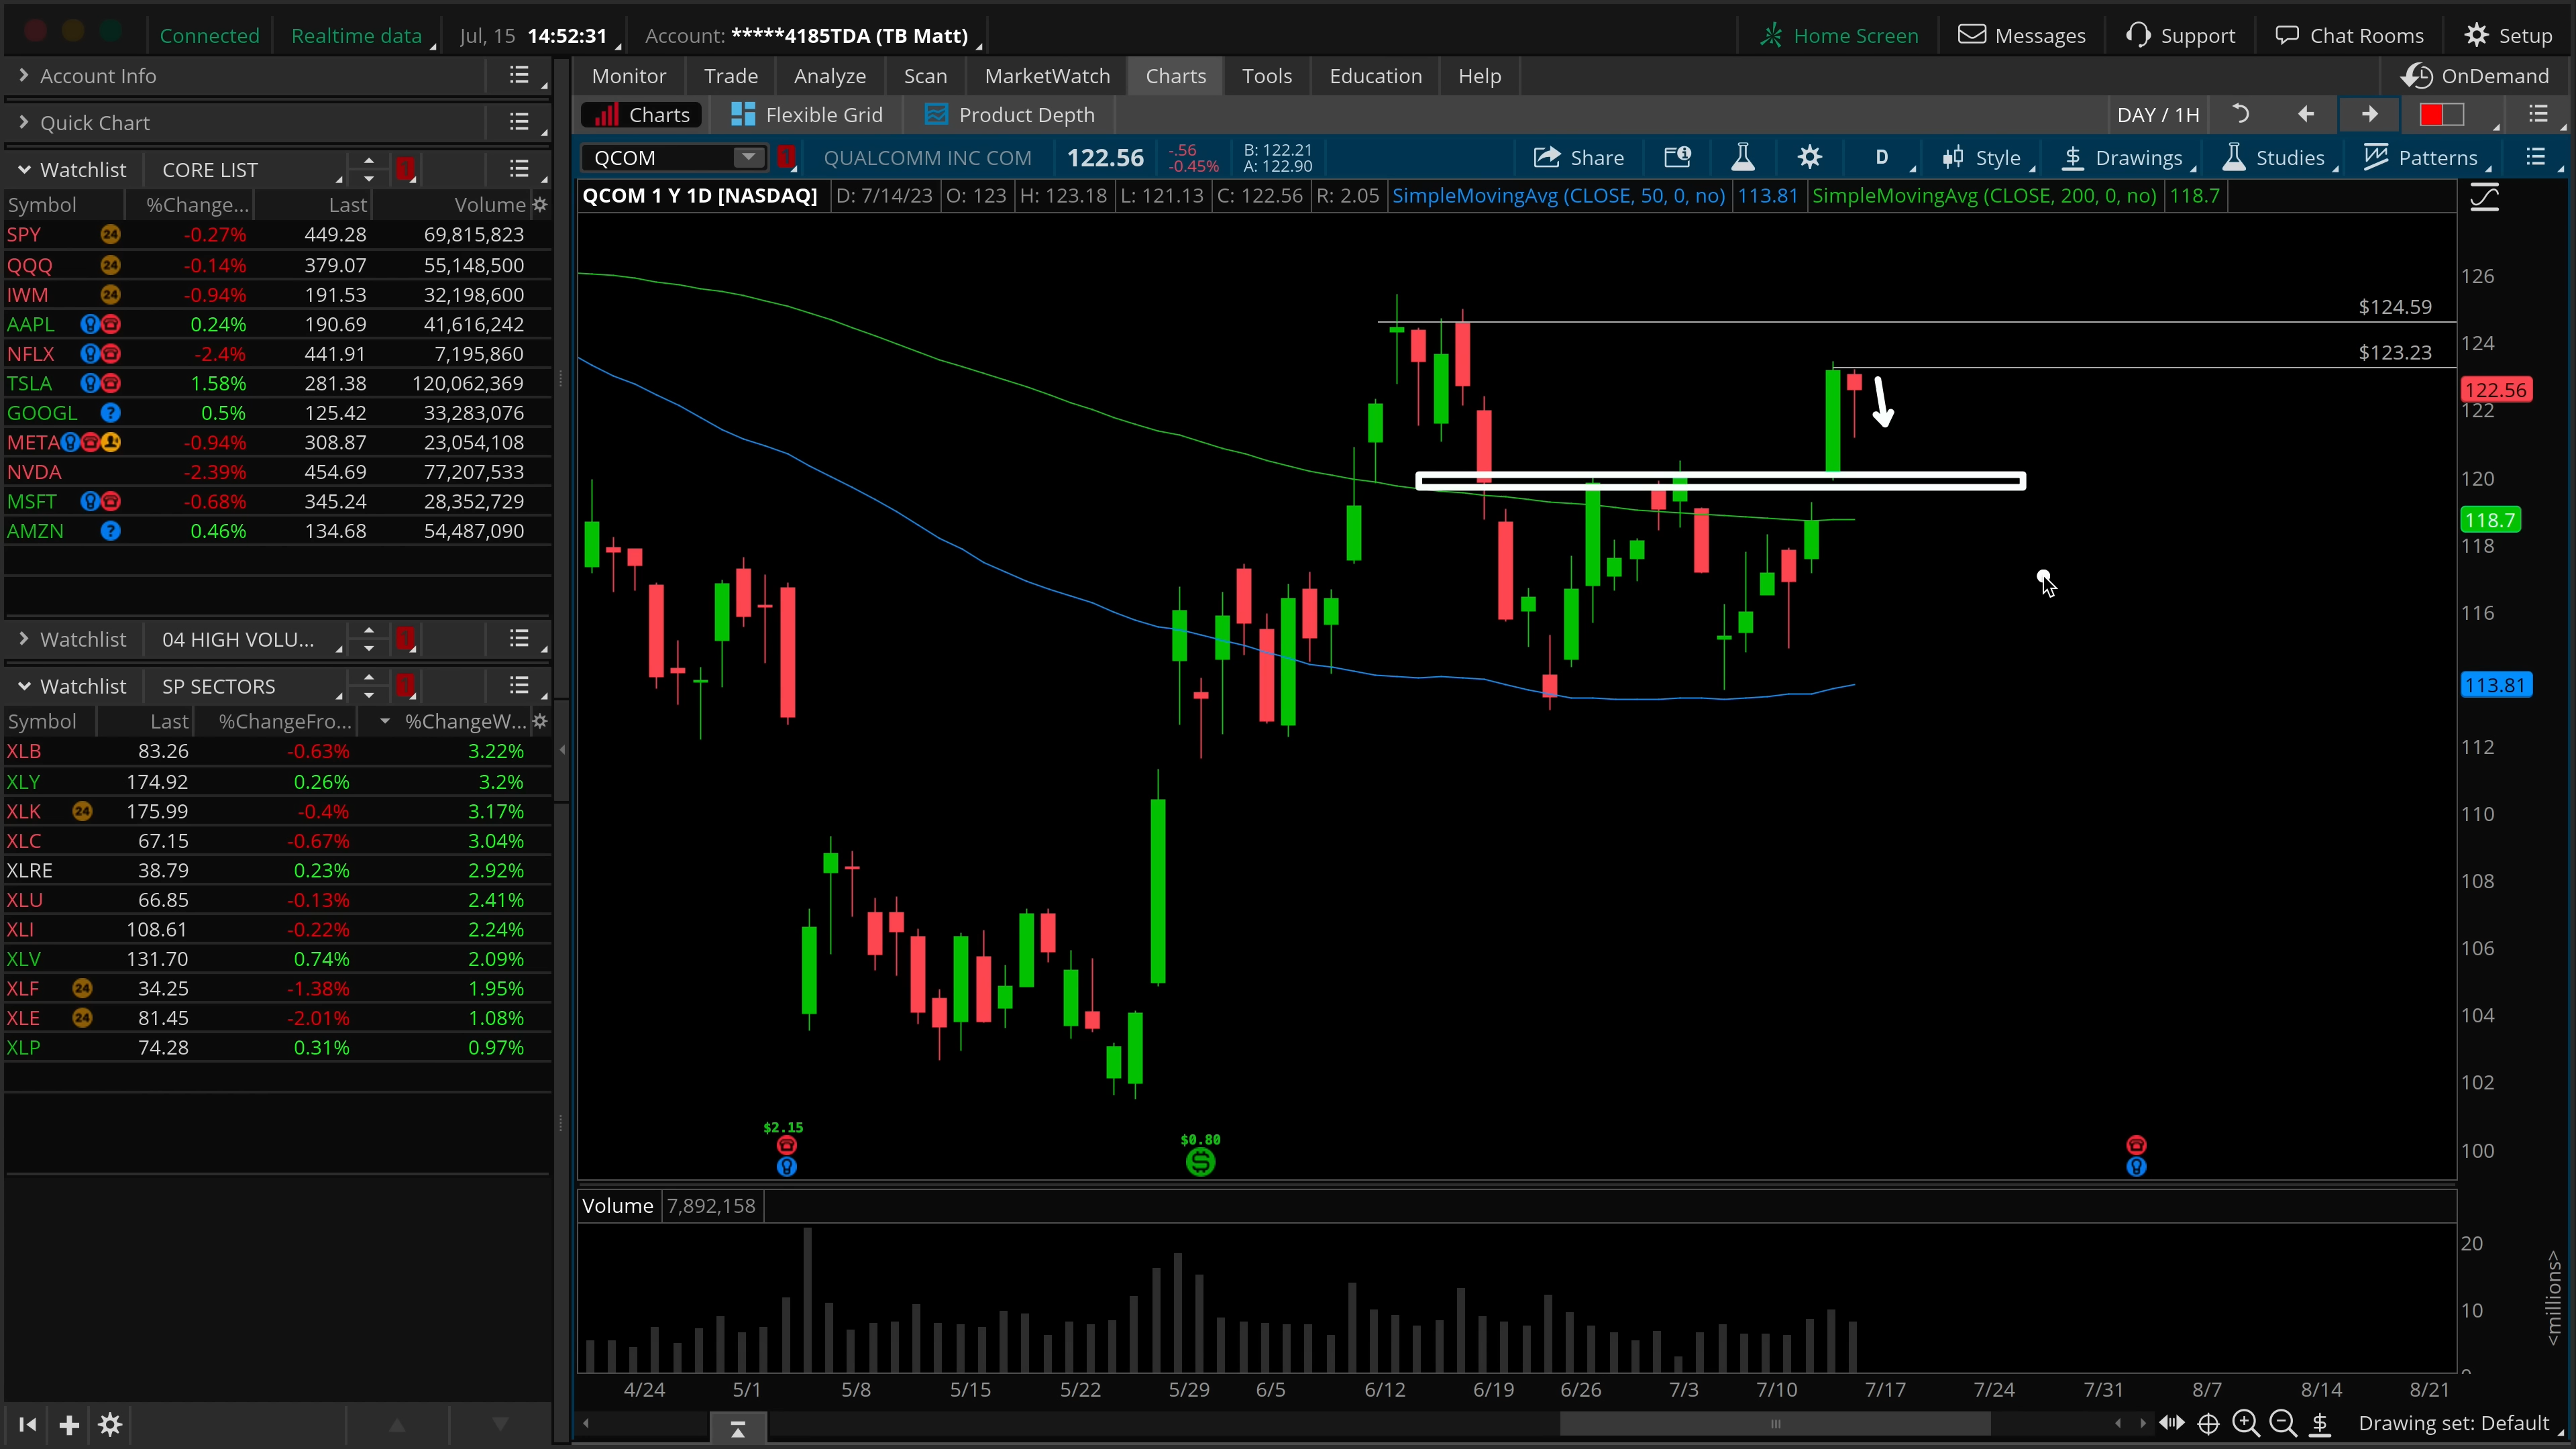 Connected Realtime data Jul, 15 14:52:31 Account: *****4185TDA (TB Matt) Home Screen Messages Support Chat Rooms Setup
Account Info
Quick Chart
Watchlist CORE LIST
Symbol %Change... Last Volume
SPY 24 -0.27% 449.28 69,815,823
QQQ 24 -0.14% 379.07 55,148,500
IWM 24 -0.94% 191.53 32,198,600
AAPL 0.24% 190.69 41,616,242
NFLX -2.4% 441.91 7,195,860
TSLA 1.58% 281.38 120,062,369
GOOGL ? 0.5% 125.42 33,283,076
META -0.94% 308.87 23,054,108
NVDA -2.39% 454.69 77,207,533
MSFT -0.68% 345.24 28,352,729
AMZN ? 0.46% 134.68 54,487,090
Watchlist 04 HIGH VOLU...
Watchlist SP SECTORS
Symbol Last %ChangeFro... %ChangeW...
XLB 83.26 -0.63% 3.22%
XLY 174.92 0.26% 3.2%
XLK 24 175.99 -0.4% 3.17%
XLC 67.15 -0.67% 3.04%
XLRE 38.79 0.23% 2.92%
XLU 66.85 -0.13% 2.41%
XLI 108.61 -0.22% 2.24%
XLV 131.70 0.74% 2.09%
XLF 24 34.25 -1.38% 1.95%
XLE 24 81.45 -2.01% 1.08%
XLP 74.28 0.31% 0.97%
Monitor Trade Analyze Scan MarketWatch Charts Tools Education Help OnDemand
Charts Flexible Grid Product Depth DAY / 1H
QCOM 1 QUALCOMM INC COM 122.56 -.56 -0.45% B: 122.21 A: 122.90 Share D Style Drawings Studies Patterns
QCOM 1 Y 1D [NASDAQ] D: 7/14/23 O: 123 H: 123.18 L: 121.13 C: 122.56 R: 2.05 SimpleMovingAvg (CLOSE, 50, 0, no) 113.81 SimpleMovingAvg (CLOSE, 200, 0, no) 118.7
126
$124.59
124
$123.23
122.56
122
120
118.7
118
116
113.81
112
110
108
106
104
102
100
$2.15
$0.80
Volume 7,892,158
20
10
<millions>
4/24 5/1 5/8 5/15 5/22 5/29 6/5 6/12 6/19 6/26 7/3 7/10 7/17 7/24 7/31 8/7 8/14 8/21
Drawing set: Default